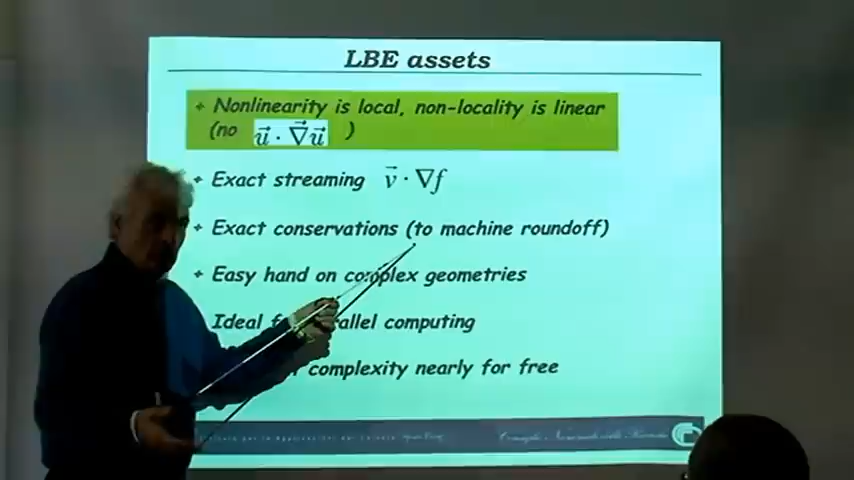 LBE assets
+ Nonlinearity is local, non-locality is linear
(no u⃗ · ∇⃗u⃗ )
+ Exact streaming v⃗ · ∇f
+ Exact conservations (to machine roundoff)
+ Easy hand on complex geometries
Ideal parallel computing
complexity nearly for free